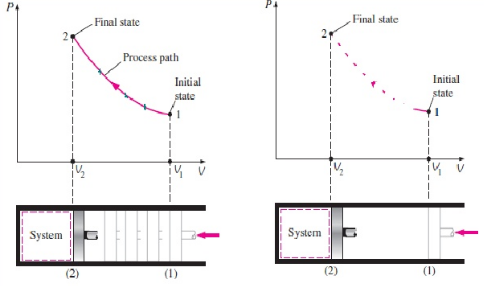 P
Final state
2
Process path
Initial
state
1
V₂
V₁
V
System
(2)
(1)
P
Final state
2
Initial
state
1
V₂
V₁
V
System
(2)
(1)